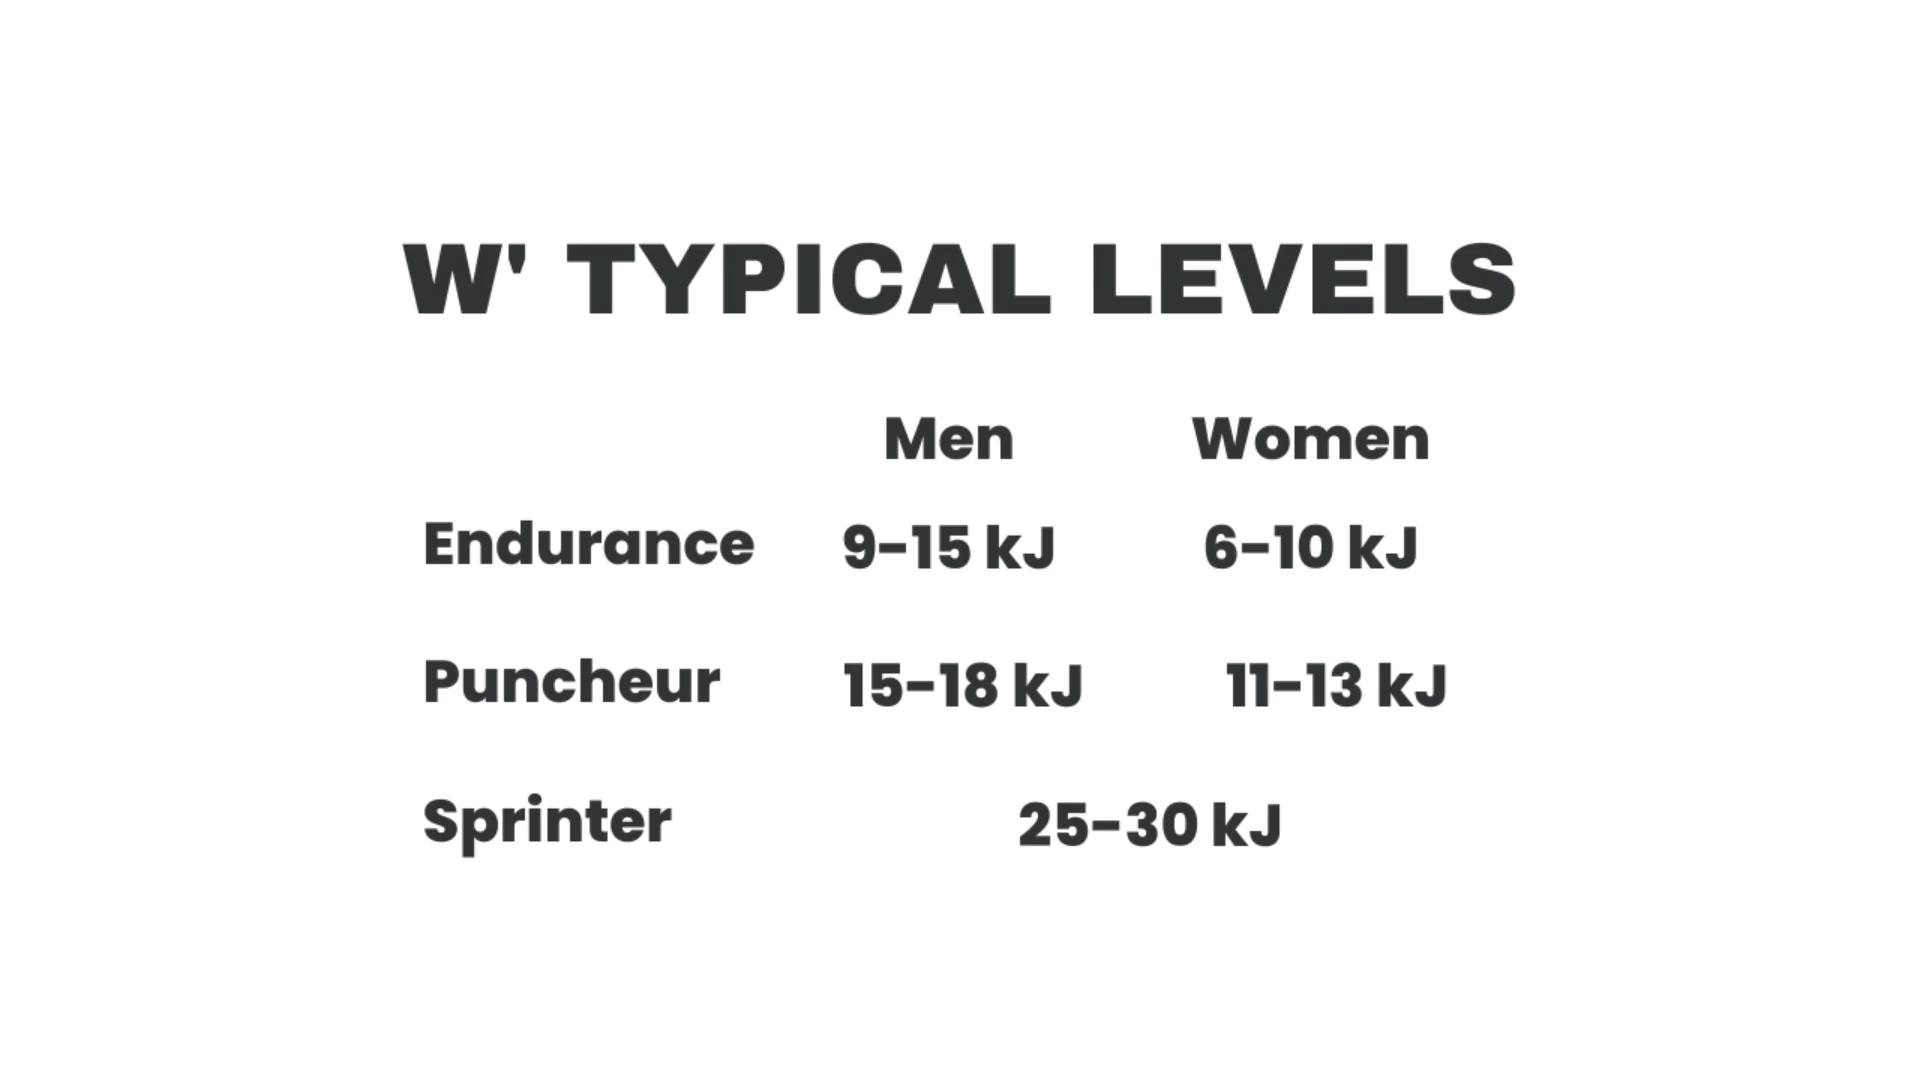 W' TYPICAL LEVELS
Men Women
Endurance 9-15 kJ 6-10 kJ
Puncheur 15-18 kJ 11-13 kJ
Sprinter 25-30 kJ